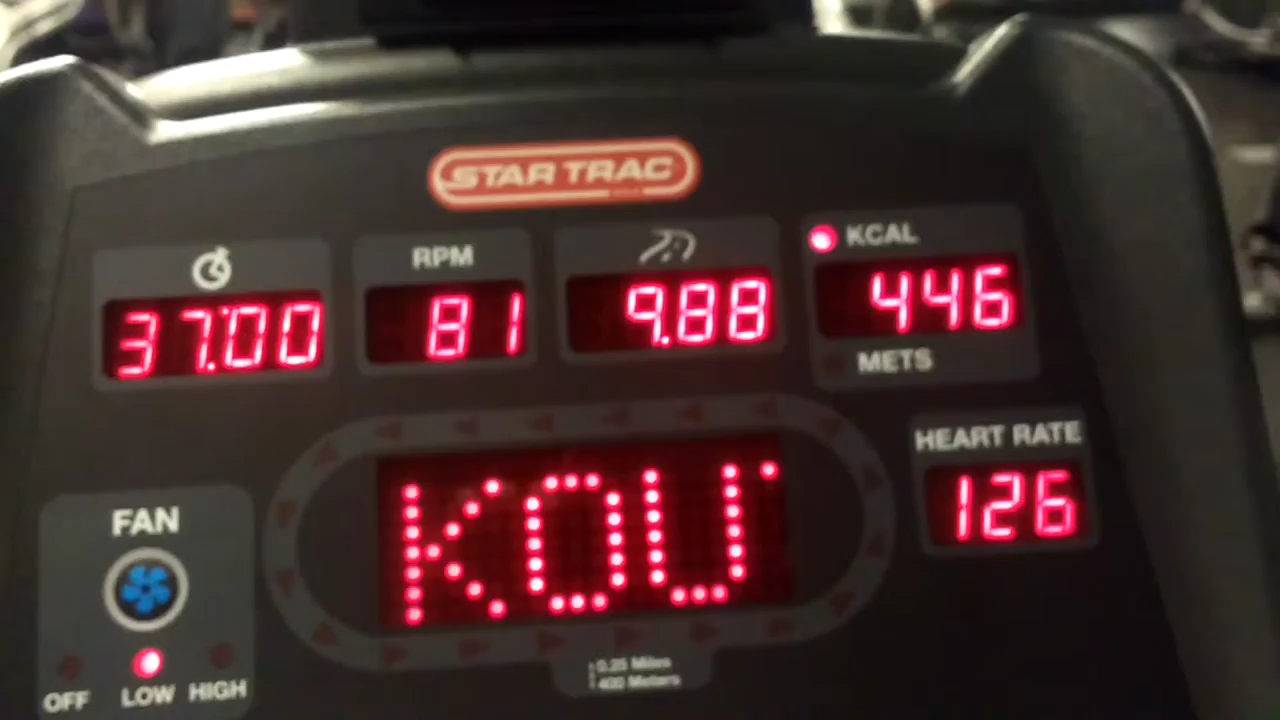 STAR TRAC
RPM
KCAL
37:00
81
9.88
446
METS
HEART RATE
126
KOU
FAN
OFF
LOW
HIGH
0.25 Miles
400 Meters